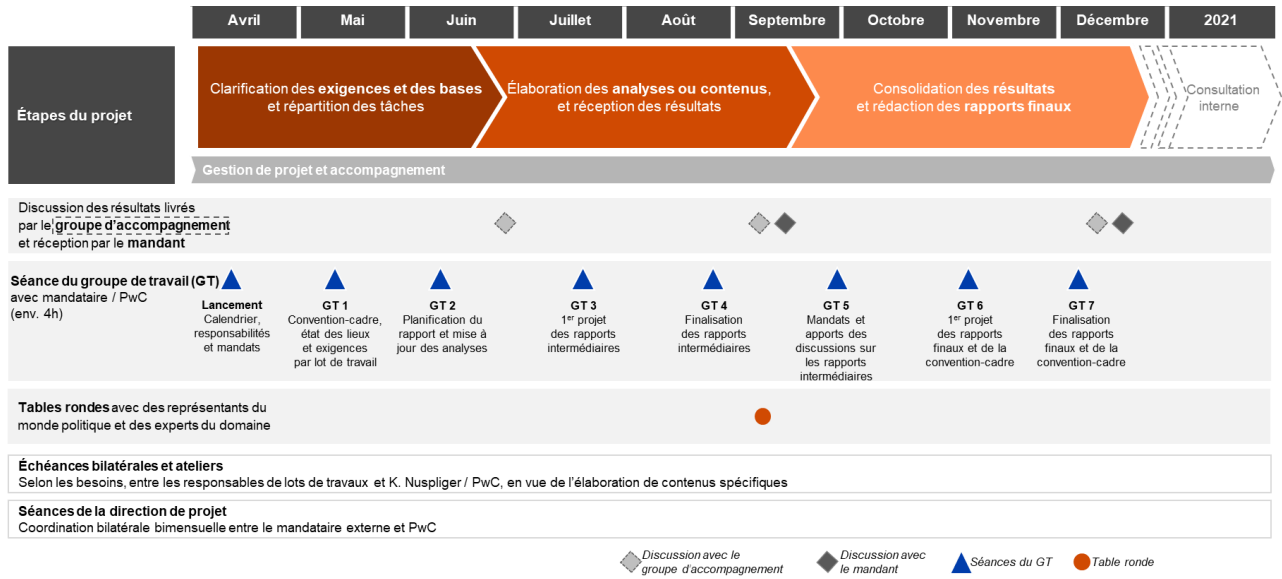 Avril
Mai
Juin
Juillet
Août
Septembre
Octobre
Novembre
Décembre
2021
Étapes du projet
Clarification des exigences et des bases
et répartition des tâches
Élaboration des analyses ou contenus,
et réception des résultats
Consolidation des résultats
et rédaction des rapports finaux
Consultation
interne
Gestion de projet et accompagnement
Discussion des résultats livrés
par le groupe d'accompagnement
et réception par le mandant
Séance du groupe de travail (GT)
avec mandataire / PwC
(env. 4h)
Lancement
Calendrier,
responsabilités
et mandats
GT 1
Convention-cadre,
état des lieux
et exigences
par lot de travail
GT 2
Planification du
rapport et mise à
jour des analyses
GT 3
1er projet
des rapports
intermédiaires
GT 4
Finalisation
des rapports
intermédiaires
GT 5
Mandats et
apports des
discussions sur
les rapports
intermédiaires
GT 6
1er projet
des rapports
finaux et de la
convention-cadre
GT 7
Finalisation
des rapports
finaux et de la
convention-cadre
Tables rondes avec des représentants du
monde politique et des experts du domaine
Échéances bilatérales et ateliers
Selon les besoins, entre les responsables de lots de travaux et K. Nuspliger / PwC, en vue de l'élaboration de contenus spécifiques
Séances de la direction de projet
Coordination bilatérale bimensuelle entre le mandataire externe et PwC
Discussion avec le
groupe d'accompagnement
Discussion avec
le mandant
Séances du GT
Table ronde